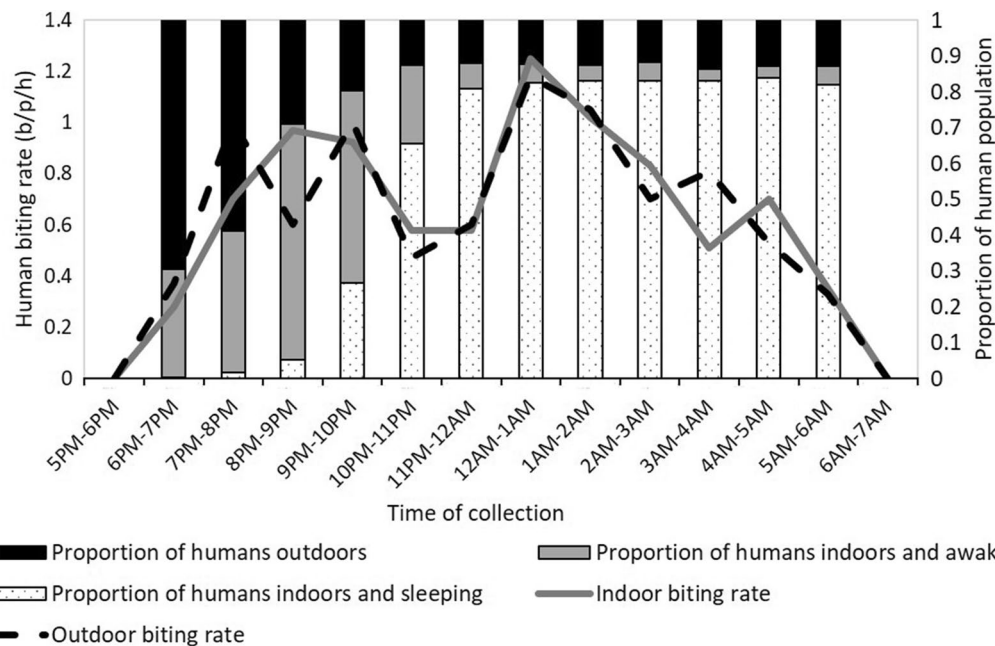 Human biting rate (b/p/h)
1.4
1.2
1
0.8
0.6
0.4
0.2
0
1
0.9
0.8
0.7
0.6
0.5
0.4
0.3
0.2
0.1
0
Proportion of human population
5PM-6PM
6PM-7PM
7PM-8PM
8PM-9PM
9PM-10PM
10PM-11PM
11PM-12AM
12AM-1AM
1AM-2AM
2AM-3AM
3AM-4AM
4AM-5AM
5AM-6AM
6AM-7AM
Time of collection
Proportion of humans outdoors
Proportion of humans indoors and awak
Proportion of humans indoors and sleeping
Indoor biting rate
Outdoor biting rate